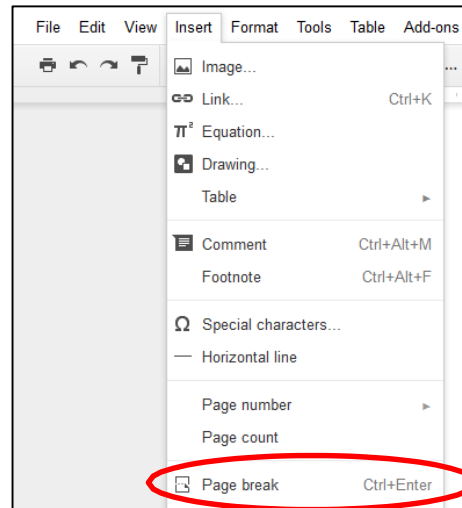 File Edit View Insert Format Tools Table Add-ons
Image...
...
Link... Ctrl+K
π² Equation...
Drawing...
Table
Comment Ctrl+Alt+M
Footnote Ctrl+Alt+F
Ω Special characters...
Horizontal line
Page number
Page count
Page break Ctrl+Enter